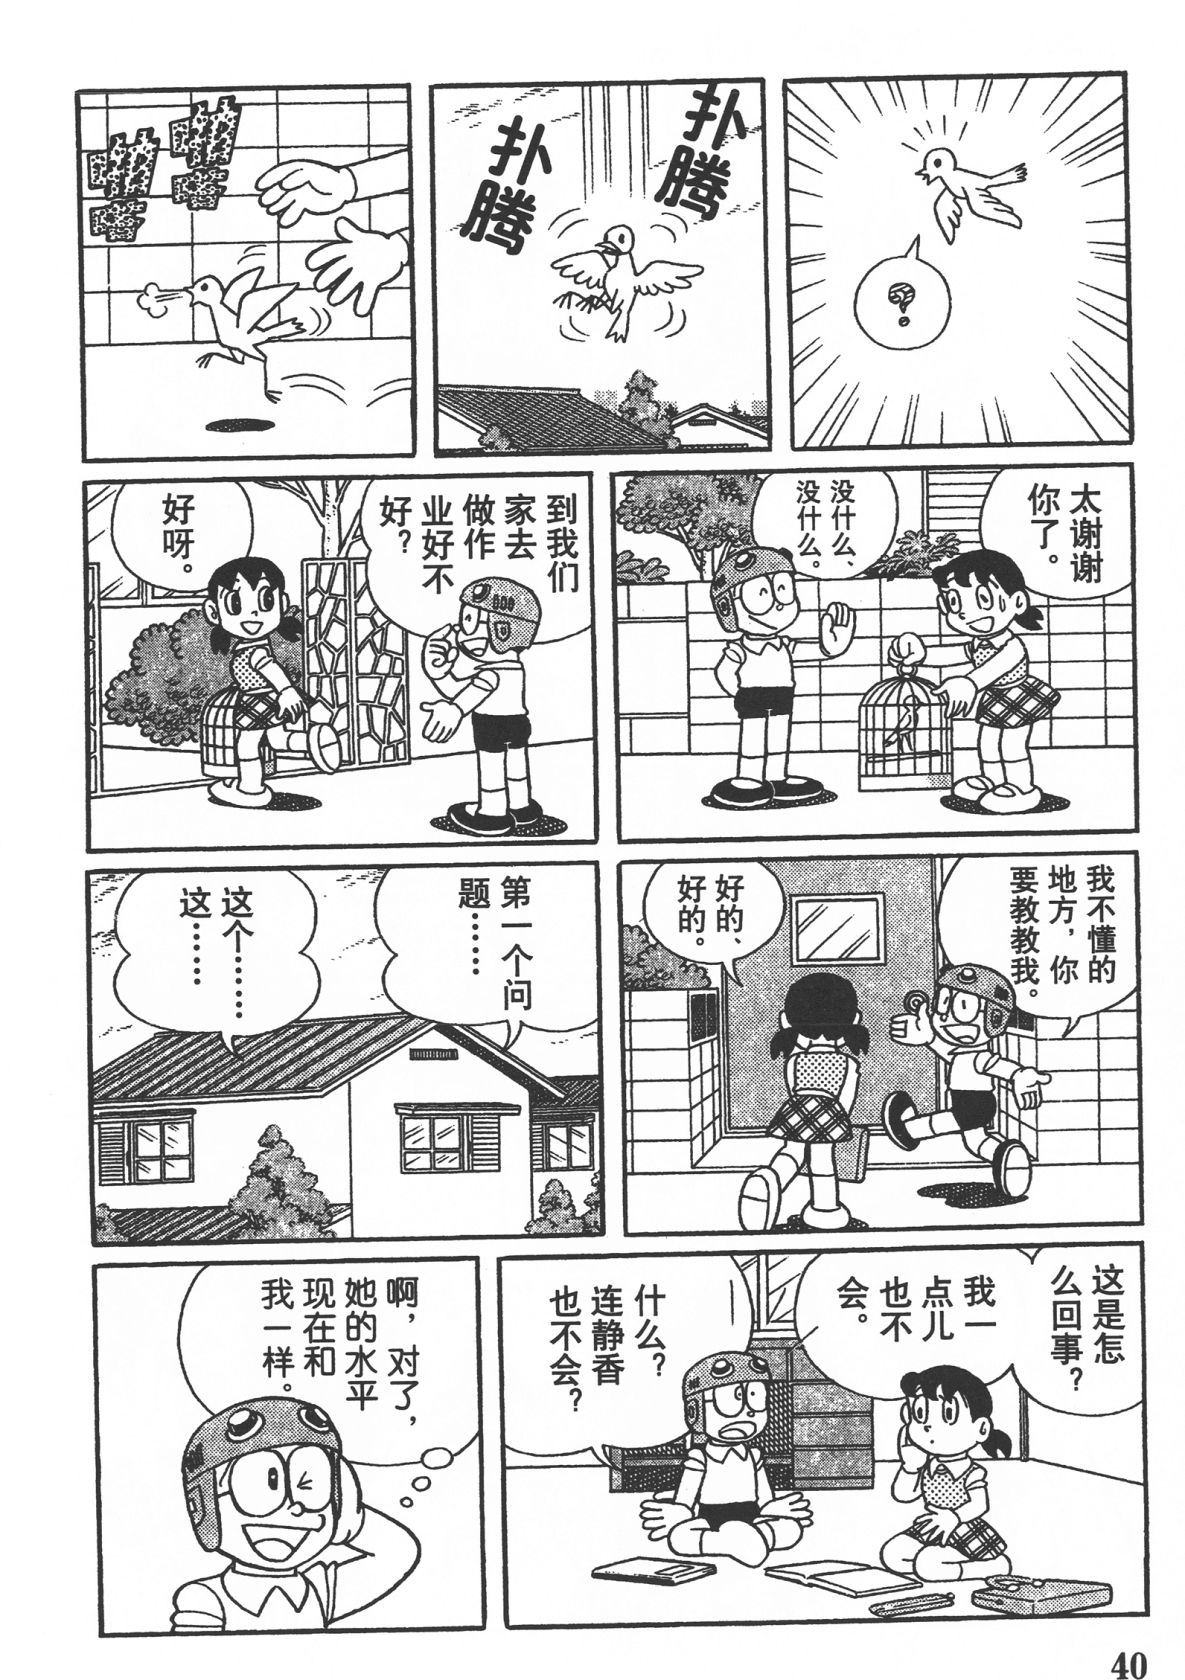 ?
扑腾
扑腾
太谢谢
你了。
没什么、
没什么。
到我们
家去
做作
业好不
好？
好呀。
我不懂的
地方，你
要教教我。
好的、
好的。
第一个问
题……
这个……
这……
这是怎
么回事？
我一
点儿
也不
会。
什么？
连静香
也不会？
啊，对了，
她的水平
现在和
我一样。
40